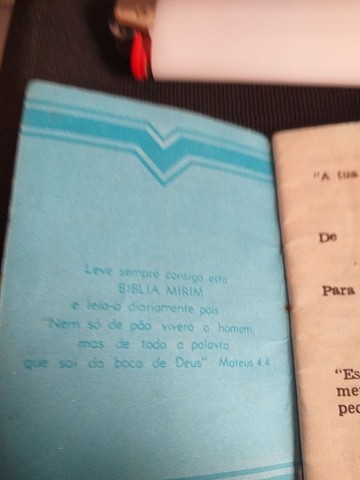 Leve sempre consigo esta
BIBLIA MIRIM
e leia-a diariamente pois
"Nem só de pão viverá o homem,
mas de toda a palavra
que sai da boca de Deus" Mateus 4.4
"A tua
De
Para
"Es
me
pec